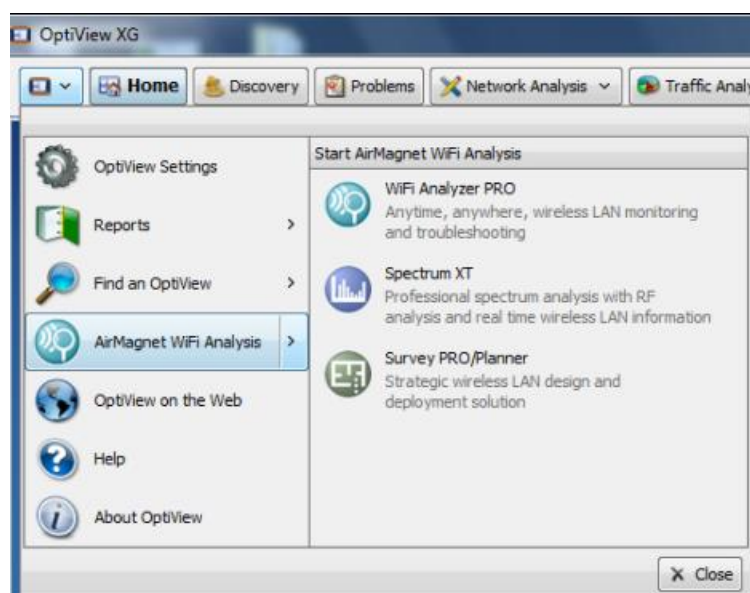 OptiView XG
Home
Discovery
Problems
Network Analysis
Traffic Analy
OptiView Settings
Reports
Find an OptiView
AirMagnet WiFi Analysis
OptiView on the Web
Help
About OptiView
Start AirMagnet WiFi Analysis
WiFi Analyzer PRO
Anytime, anywhere, wireless LAN monitoring
and troubleshooting
Spectrum XT
Professional spectrum analysis with RF
analysis and real time wireless LAN information
Survey PRO/Planner
Strategic wireless LAN design and
deployment solution
Close